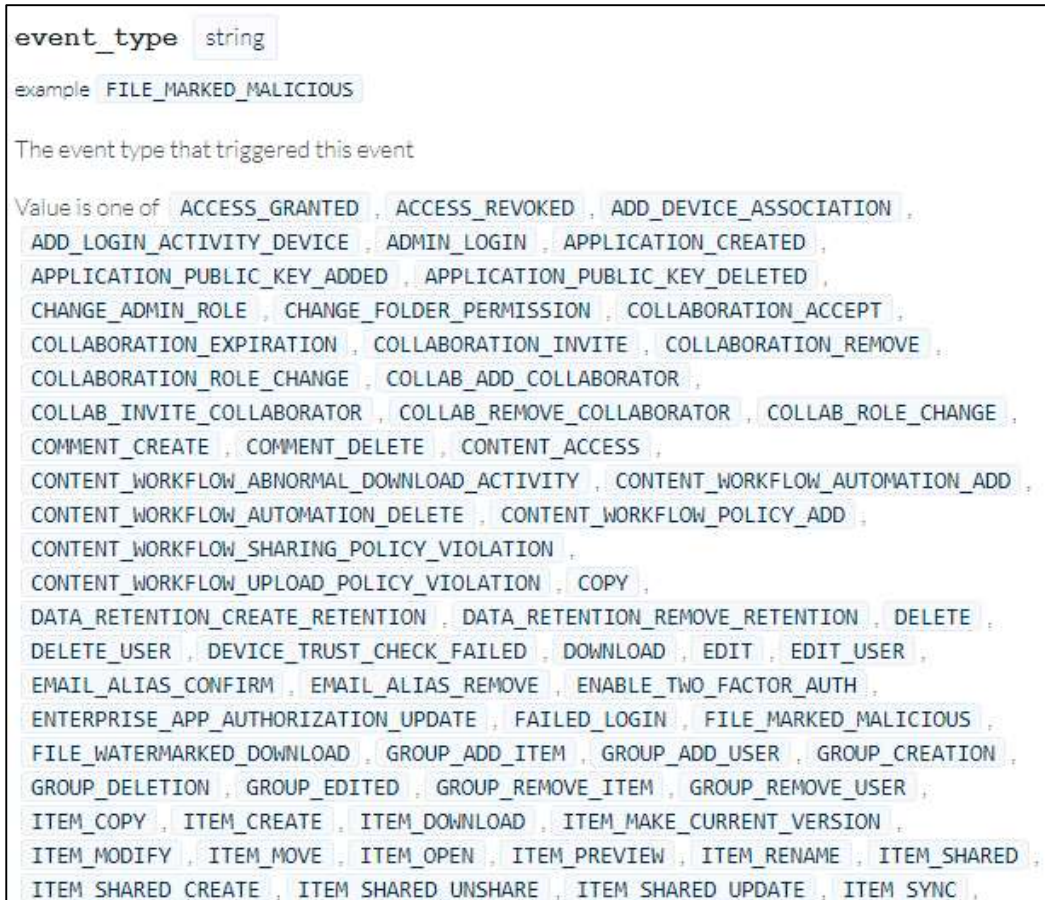 event_type string
example FILE_MARKED_MALICIOUS
The event type that triggered this event
Value is one of ACCESS_GRANTED , ACCESS_REVOKED , ADD_DEVICE_ASSOCIATION ,
ADD_LOGIN_ACTIVITY_DEVICE , ADMIN_LOGIN , APPLICATION_CREATED ,
APPLICATION_PUBLIC_KEY_ADDED , APPLICATION_PUBLIC_KEY_DELETED ,
CHANGE_ADMIN_ROLE , CHANGE_FOLDER_PERMISSION , COLLABORATION_ACCEPT ,
COLLABORATION_EXPIRATION , COLLABORATION_INVITE , COLLABORATION_REMOVE ,
COLLABORATION_ROLE_CHANGE , COLLAB_ADD_COLLABORATOR ,
COLLAB_INVITE_COLLABORATOR , COLLAB_REMOVE_COLLABORATOR , COLLAB_ROLE_CHANGE ,
COMMENT_CREATE , COMMENT_DELETE , CONTENT_ACCESS ,
CONTENT_WORKFLOW_ABNORMAL_DOWNLOAD_ACTIVITY , CONTENT_WORKFLOW_AUTOMATION_ADD ,
CONTENT_WORKFLOW_AUTOMATION_DELETE , CONTENT_WORKFLOW_POLICY_ADD ,
CONTENT_WORKFLOW_SHARING_POLICY_VIOLATION ,
CONTENT_WORKFLOW_UPLOAD_POLICY_VIOLATION , COPY ,
DATA_RETENTION_CREATE_RETENTION , DATA_RETENTION_REMOVE_RETENTION , DELETE ,
DELETE_USER , DEVICE_TRUST_CHECK_FAILED , DOWNLOAD , EDIT , EDIT_USER ,
EMAIL_ALIAS_CONFIRM , EMAIL_ALIAS_REMOVE , ENABLE_TWO_FACTOR_AUTH ,
ENTERPRISE_APP_AUTHORIZATION_UPDATE , FAILED_LOGIN , FILE_MARKED_MALICIOUS ,
FILE_WATERMARKED_DOWNLOAD , GROUP_ADD_ITEM , GROUP_ADD_USER , GROUP_CREATION ,
GROUP_DELETION , GROUP_EDITED , GROUP_REMOVE_ITEM , GROUP_REMOVE_USER ,
ITEM_COPY , ITEM_CREATE , ITEM_DOWNLOAD , ITEM_MAKE_CURRENT_VERSION ,
ITEM_MODIFY , ITEM_MOVE , ITEM_OPEN , ITEM_PREVIEW , ITEM_RENAME , ITEM_SHARED ,
ITEM_SHARED_CREATE , ITEM_SHARED_UNSHARE , ITEM_SHARED_UPDATE , ITEM_SYNC ,